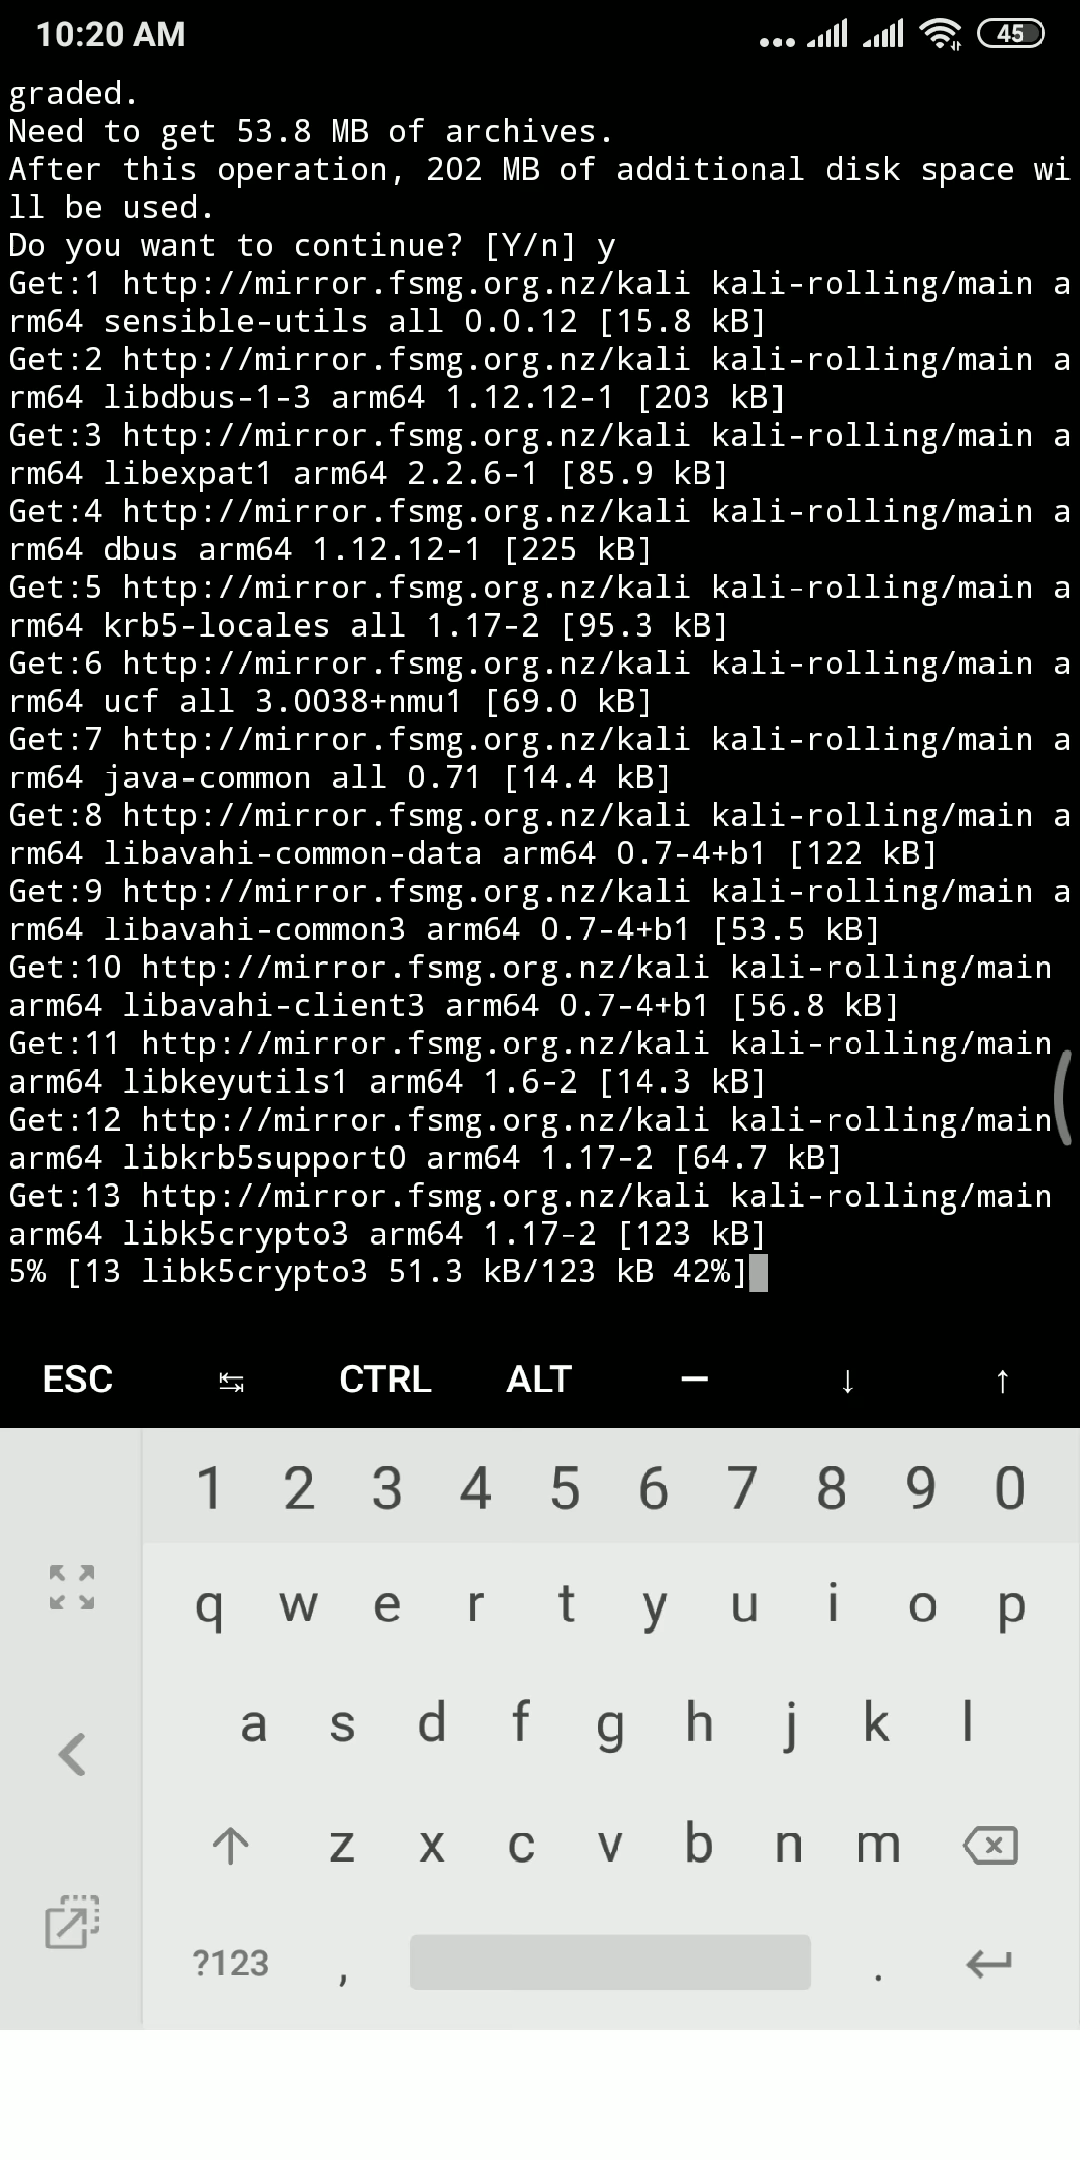 10:20 AM
45
graded.
Need to get 53.8 MB of archives.
After this operation, 202 MB of additional disk space wi
ll be used.
Do you want to continue? [Y/n] y
Get:1 http://mirror.fsmg.org.nz/kali kali-rolling/main a
rm64 sensible-utils all 0.0.12 [15.8 kB]
Get:2 http://mirror.fsmg.org.nz/kali kali-rolling/main a
rm64 libdbus-1-3 arm64 1.12.12-1 [203 kB]
Get:3 http://mirror.fsmg.org.nz/kali kali-rolling/main a
rm64 libexpat1 arm64 2.2.6-1 [85.9 kB]
Get:4 http://mirror.fsmg.org.nz/kali kali-rolling/main a
rm64 dbus arm64 1.12.12-1 [225 kB]
Get:5 http://mirror.fsmg.org.nz/kali kali-rolling/main a
rm64 krb5-locales all 1.17-2 [95.3 kB]
Get:6 http://mirror.fsmg.org.nz/kali kali-rolling/main a
rm64 ucf all 3.0038+nmu1 [69.0 kB]
Get:7 http://mirror.fsmg.org.nz/kali kali-rolling/main a
rm64 java-common all 0.71 [14.4 kB]
Get:8 http://mirror.fsmg.org.nz/kali kali-rolling/main a
rm64 libavahi-common-data arm64 0.7-4+b1 [122 kB]
Get:9 http://mirror.fsmg.org.nz/kali kali-rolling/main a
rm64 libavahi-common3 arm64 0.7-4+b1 [53.5 kB]
Get:10 http://mirror.fsmg.org.nz/kali kali-rolling/main
arm64 libavahi-client3 arm64 0.7-4+b1 [56.8 kB]
Get:11 http://mirror.fsmg.org.nz/kali kali-rolling/main
arm64 libkeyutils1 arm64 1.6-2 [14.3 kB]
Get:12 http://mirror.fsmg.org.nz/kali kali-rolling/main
arm64 libkrb5support0 arm64 1.17-2 [64.7 kB]
Get:13 http://mirror.fsmg.org.nz/kali kali-rolling/main
arm64 libk5crypto3 arm64 1.17-2 [123 kB]
5% [13 libk5crypto3 51.3 kB/123 kB 42%]
ESC ↹ CTRL ALT — ↓ ↑
1 2 3 4 5 6 7 8 9 0
q w e r t y u i o p
a s d f g h j k l
z x c v b n m
?123 , .